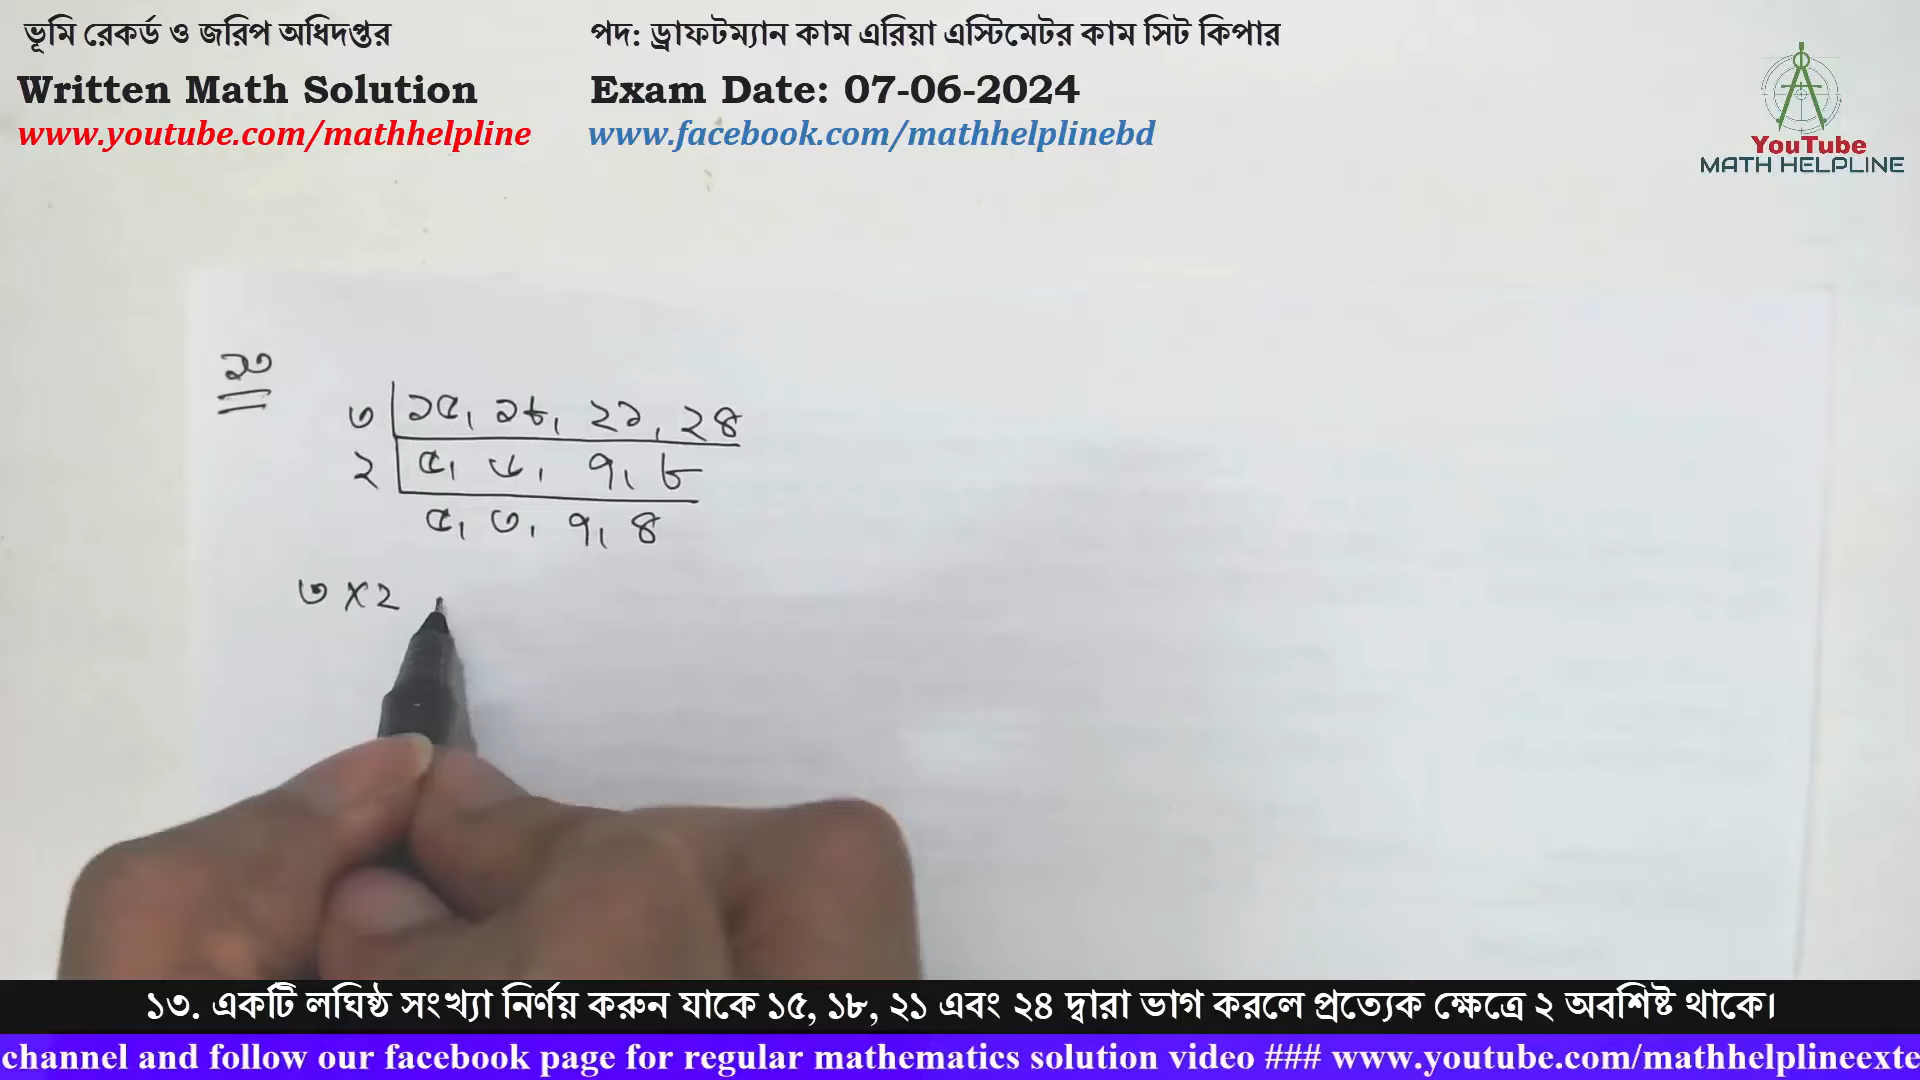 ভূমি রেকর্ড ও জরিপ অধিদপ্তর
পদ: ড্রাফটম্যান কাম এরিয়া এস্টিমেটর কাম সিট কিপার
Written Math Solution
Exam Date: 07-06-2024
www.youtube.com/mathhelpline
www.facebook.com/mathhelplinebd
YouTube
MATH HELPLINE
১৩
৩ ১৫, ১৮, ২১, ২৪
২ ৫, ৬, ৭, ৮
৫, ৩, ৭, ৪
৩ × ২
১৩. একটি লঘিষ্ঠ সংখ্যা নির্ণয় করুন যাকে ১৫, ১৮, ২১ এবং ২৪ দ্বারা ভাগ করলে প্রত্যেক ক্ষেত্রে ২ অবশিষ্ট থাকে।
channel and follow our facebook page for regular mathematics solution video ### www.youtube.com/mathhelplineexte